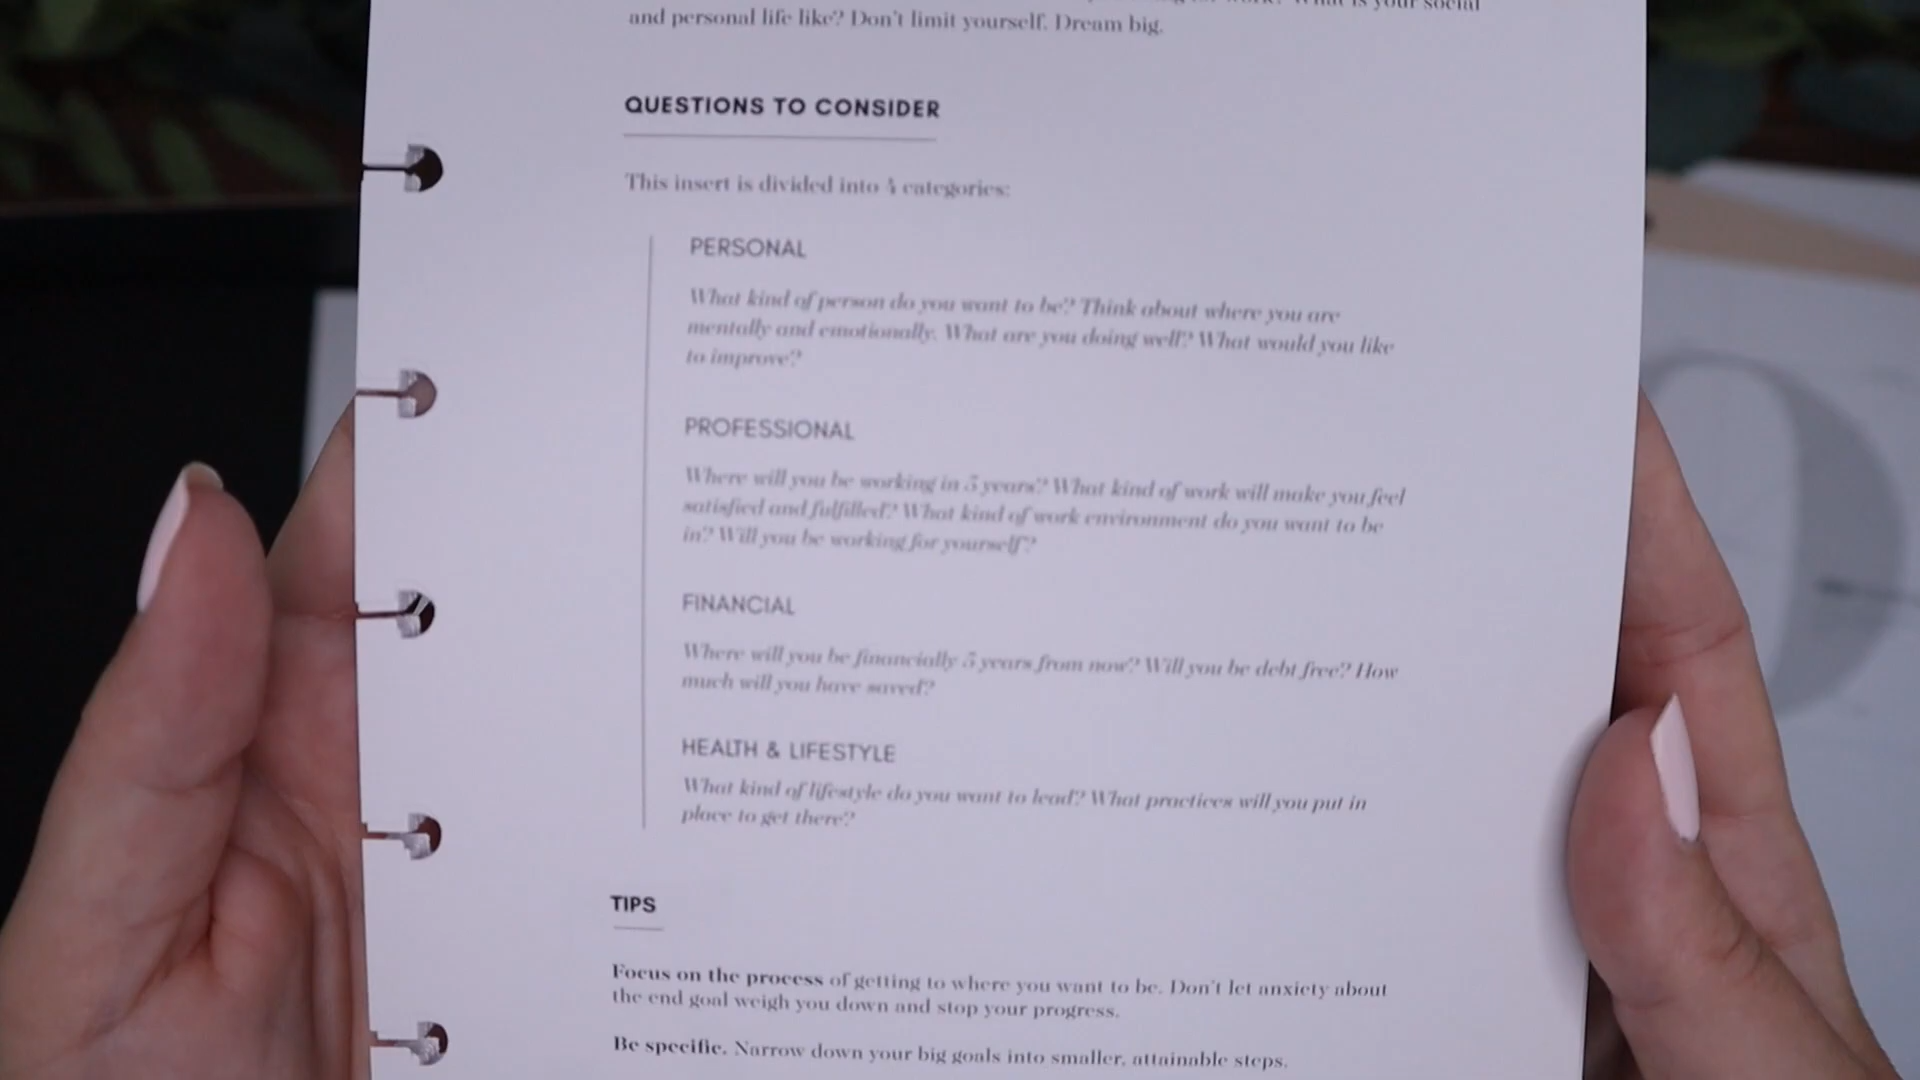 What is your social
and personal life like? Don't limit yourself. Dream big.
QUESTIONS TO CONSIDER
This insert is divided into 4 categories:
PERSONAL
What kind of person do you want to be? Think about where you are
mentally and emotionally. What are you doing well? What would you like
to improve?
PROFESSIONAL
Where will you be working in 5 years? What kind of work will make you feel
satisfied and fulfilled? What kind of work environment do you want to be
in? Will you be working for yourself?
FINANCIAL
Where will you be financially 5 years from now? Will you be debt free? How
much will you have saved?
HEALTH & LIFESTYLE
What kind of lifestyle do you want to lead? What practices will you put in
place to get there?
TIPS
Focus on the process of getting to where you want to be. Don't let anxiety about
the end goal weigh you down and stop your progress.
Be specific. Narrow down your big goals into smaller, attainable steps.